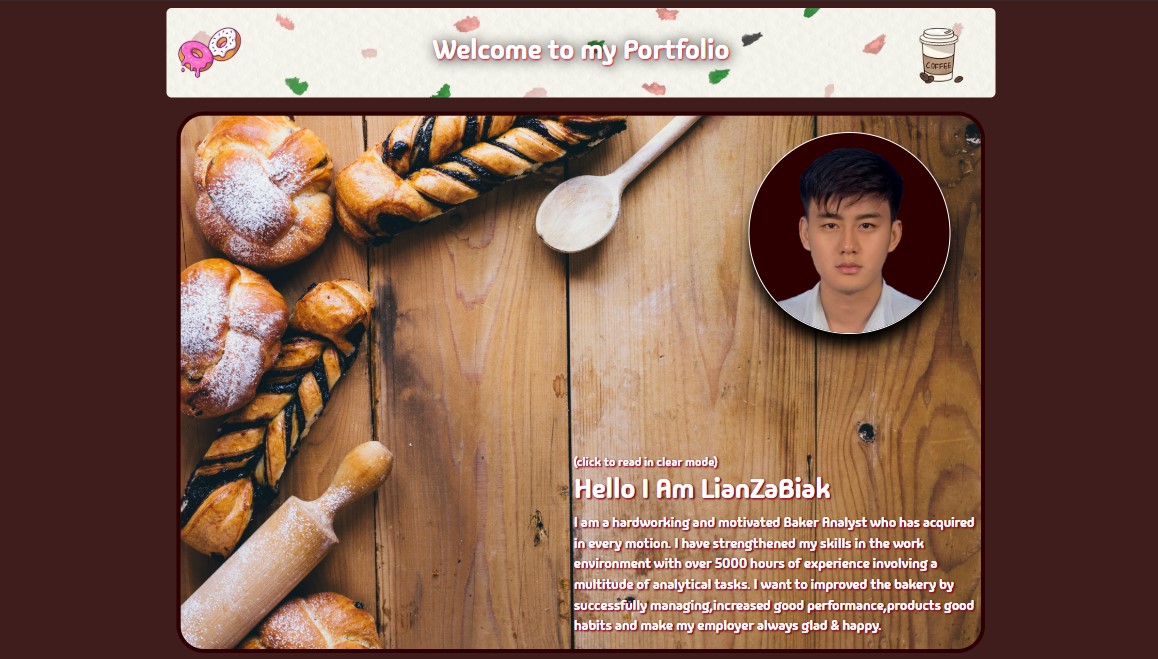 Welcome to my Portfolio
COFFEE
(click to read in clear mode)
Hello I Am LianZaBiak
I am a hardworking and motivated Baker Analyst who has acquired
in every motion. I have strengthened my skills in the work
environment with over 5000 hours of experience involving a
multitude of analytical tasks. I want to improved the bakery by
successfully managing,increased good performance,products good
habits and make my employer always glad & happy.